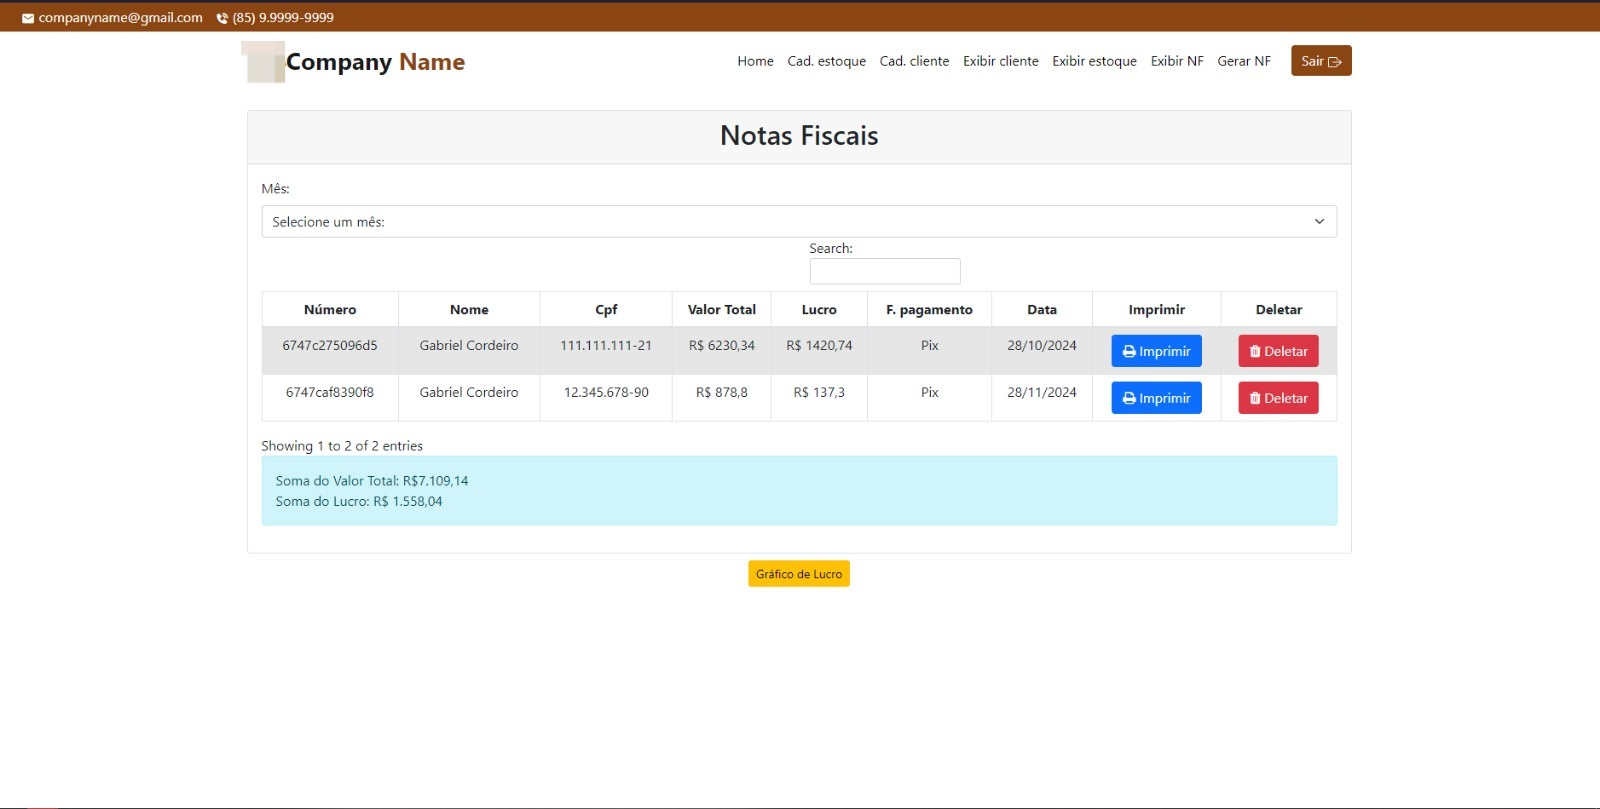 companyname@gmail.com (85) 9.9999-9999
Company Name
Home Cad. estoque Cad. cliente Exibir cliente Exibir estoque Exibir NF Gerar NF Sair
Notas Fiscais
Mês:
Selecione um mês:
Search:
Número Nome Cpf Valor Total Lucro F. pagamento Data Imprimir Deletar
6747c275096d5 Gabriel Cordeiro 111.111.111-21 R$ 6230,34 R$ 1420,74 Pix 28/10/2024 Imprimir Deletar
6747caf8390f8 Gabriel Cordeiro 12.345.678-90 R$ 878,8 R$ 137,3 Pix 28/11/2024 Imprimir Deletar
Showing 1 to 2 of 2 entries
Soma do Valor Total: R$7.109,14
Soma do Lucro: R$ 1.558,04
Gráfico de Lucro